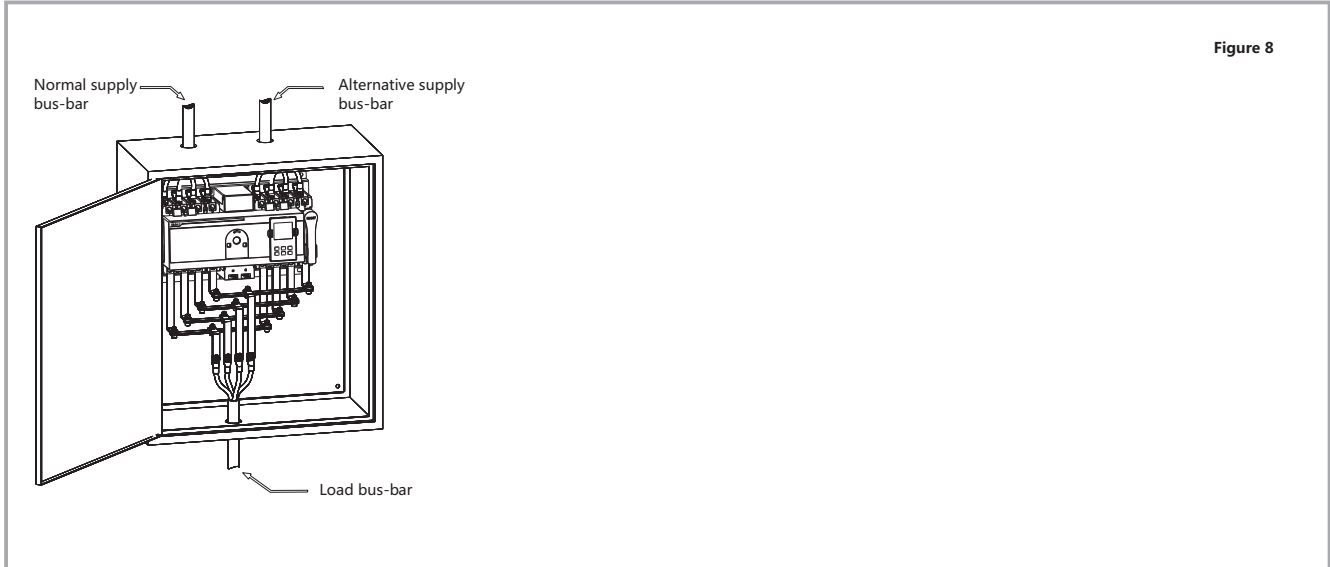 Figure 8
Normal supply
bus-bar
Alternative supply
bus-bar
Load bus-bar